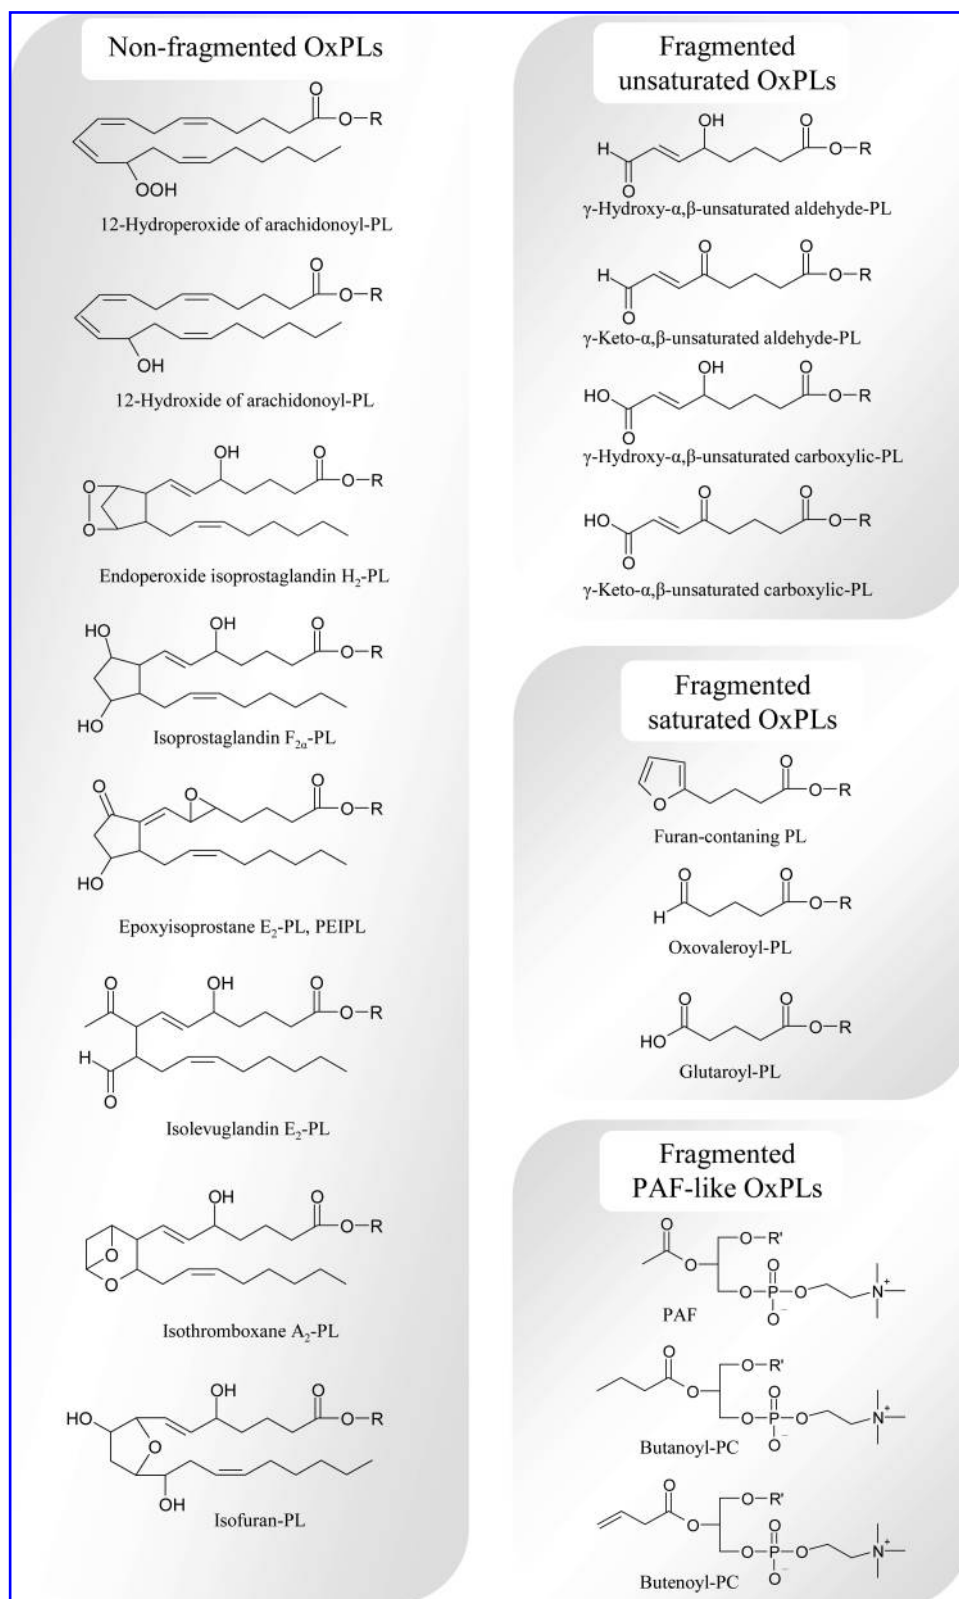 Non-fragmented OxPLs
O
O–R
OOH
12-Hydroperoxide of arachidonoyl-PL
O
O–R
OH
12-Hydroxide of arachidonoyl-PL
OH
O
O–R
O
O
Endoperoxide isoprostaglandin H₂-PL
HO
OH
O
O–R
HO
Isoprostaglandin F₂α-PL
O
O
O
O–R
HO
Epoxyisoprostane E₂-PL, PEIPL
O
OH
O
O–R
H
O
Isolevuglandin E₂-PL
OH
O
O–R
O
O
Isothromboxane A₂-PL
OH
O
HO
O–R
O
OH
Isofuran-PL
Fragmented
unsaturated OxPLs
OH
O
H
O–R
O
γ-Hydroxy-α,β-unsaturated aldehyde-PL
O
O
H
O–R
O
γ-Keto-α,β-unsaturated aldehyde-PL
OH
O
HO
O–R
O
γ-Hydroxy-α,β-unsaturated carboxylic-PL
O
O
HO
O–R
O
γ-Keto-α,β-unsaturated carboxylic-PL
Fragmented
saturated OxPLs
O
O
O–R
Furan-contaning PL
O
O
H
O–R
Oxovaleroyl-PL
O
O
HO
O–R
Glutaroyl-PL
Fragmented
PAF-like OxPLs
O
O–R'
O
O
O–P–O
N⁺
O⁻
PAF
O
O–R'
O
O
O–P–O
N⁺
O⁻
Butanoyl-PC
O
O–R'
O
O
O–P–O
N⁺
O⁻
Butenoyl-PC